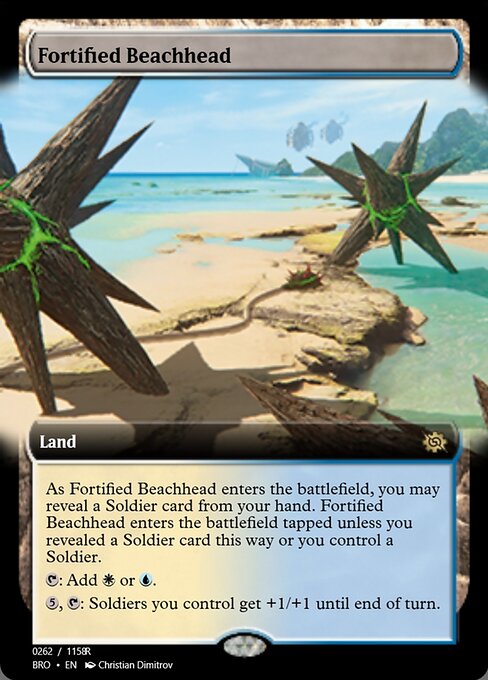 Fortified Beachhead
Land
As Fortified Beachhead enters the battlefield, you may
reveal a Soldier card from your hand. Fortified
Beachhead enters the battlefield tapped unless you
revealed a Soldier card this way or you control a
Soldier.
: Add or .
5, : Soldiers you control get +1/+1 until end of turn.
0262 / 1158R
BRO • EN Christian Dimitrov